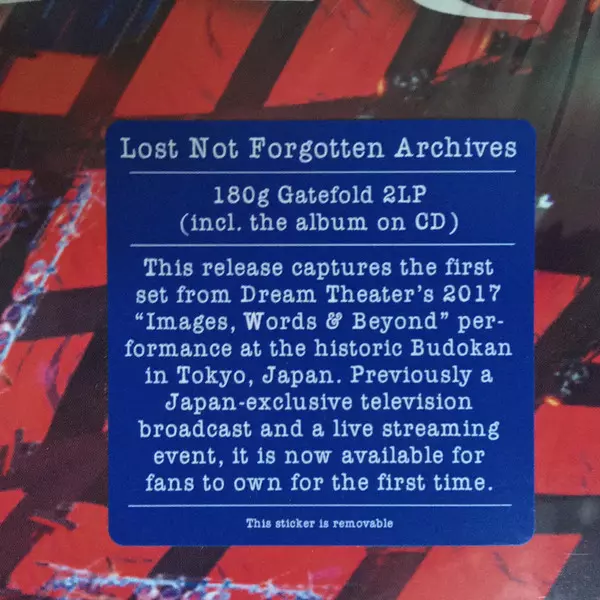 Lost Not Forgotten Archives
180g Gatefold 2LP
(incl. the album on CD)
This release captures the first
set from Dream Theater's 2017
"Images, Words & Beyond" per-
formance at the historic Budokan
in Tokyo, Japan. Previously a
Japan-exclusive television
broadcast and a live streaming
event, it is now available for
fans to own for the first time.
This sticker is removable